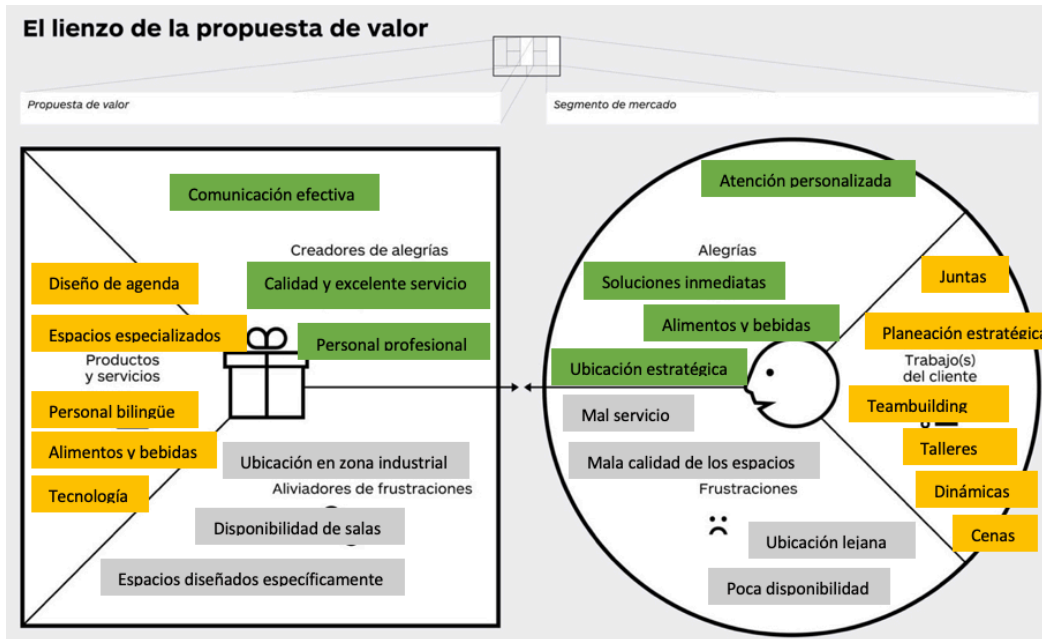 El lienzo de la propuesta de valor
Propuesta de valor
Segmento de mercado
Comunicación efectiva
Creadores de alegrías
Calidad y excelente servicio
Personal profesional
Diseño de agenda
Espacios especializados
Productos
y servicios
Personal bilingüe
Alimentos y bebidas
Tecnología
Ubicación en zona industrial
Aliviadores de frustraciones
Disponibilidad de salas
Espacios diseñados específicamente
Atención personalizada
Alegrías
Soluciones inmediatas
Alimentos y bebidas
Ubicación estratégica
Mal servicio
Mala calidad de los espacios
Frustraciones
Ubicación lejana
Poca disponibilidad
Juntas
Planeación estratégica
Trabajo(s)
del cliente
Teambuilding
Talleres
Dinámicas
Cenas